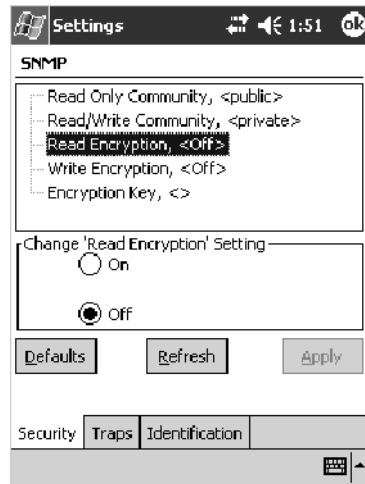 Settings 1:51 ok
SNMP
Read Only Community, <public>
Read/Write Community, <private>
Read Encryption, <Off>
Write Encryption, <Off>
Encryption Key, <>
Change 'Read Encryption' Setting
On
Off
Defaults Refresh Apply
Security Traps Identification